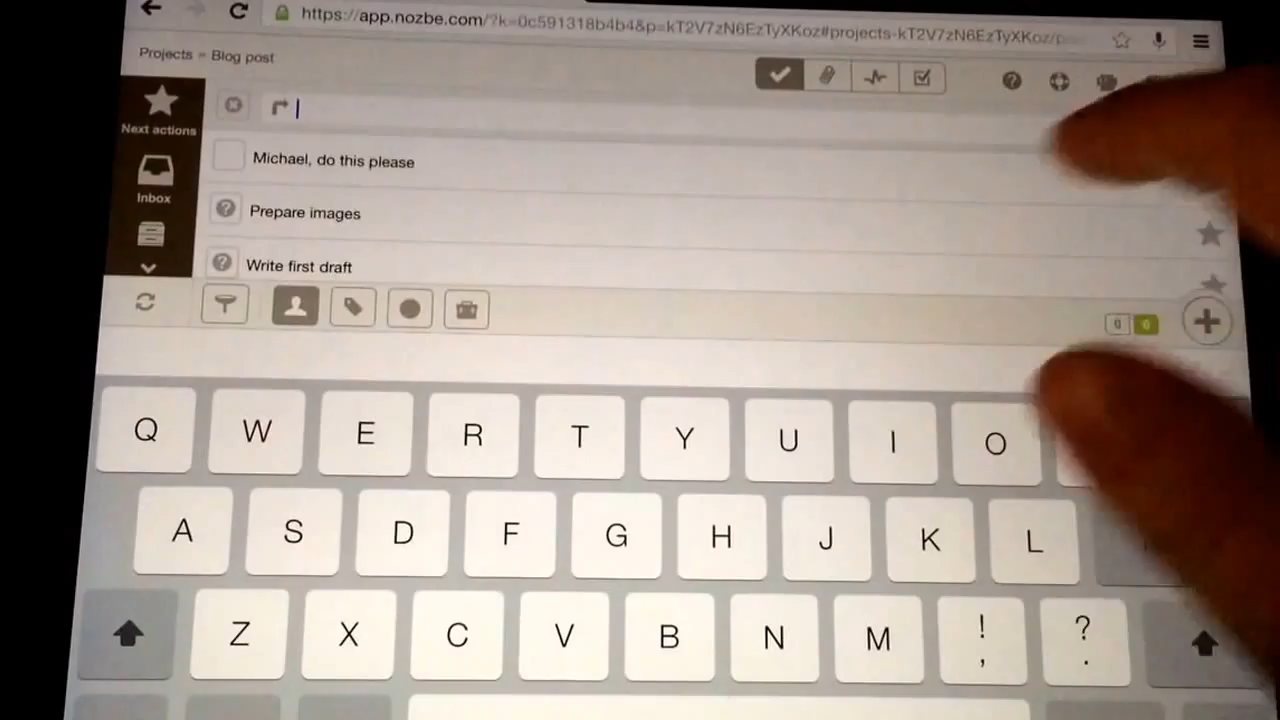 https://app.nozbe.com/?k=0c591318b4b4&p=kT2V7zN6EzTyXKoz#projects-kT2V7zN6EzTyXKoz/p
Projects » Blog post
Next actions
Michael, do this please
Inbox
Prepare images
Write first draft
0 0
Q W E R T Y U I O
A S D F G H J K L
Z X C V B N M ! , ? .